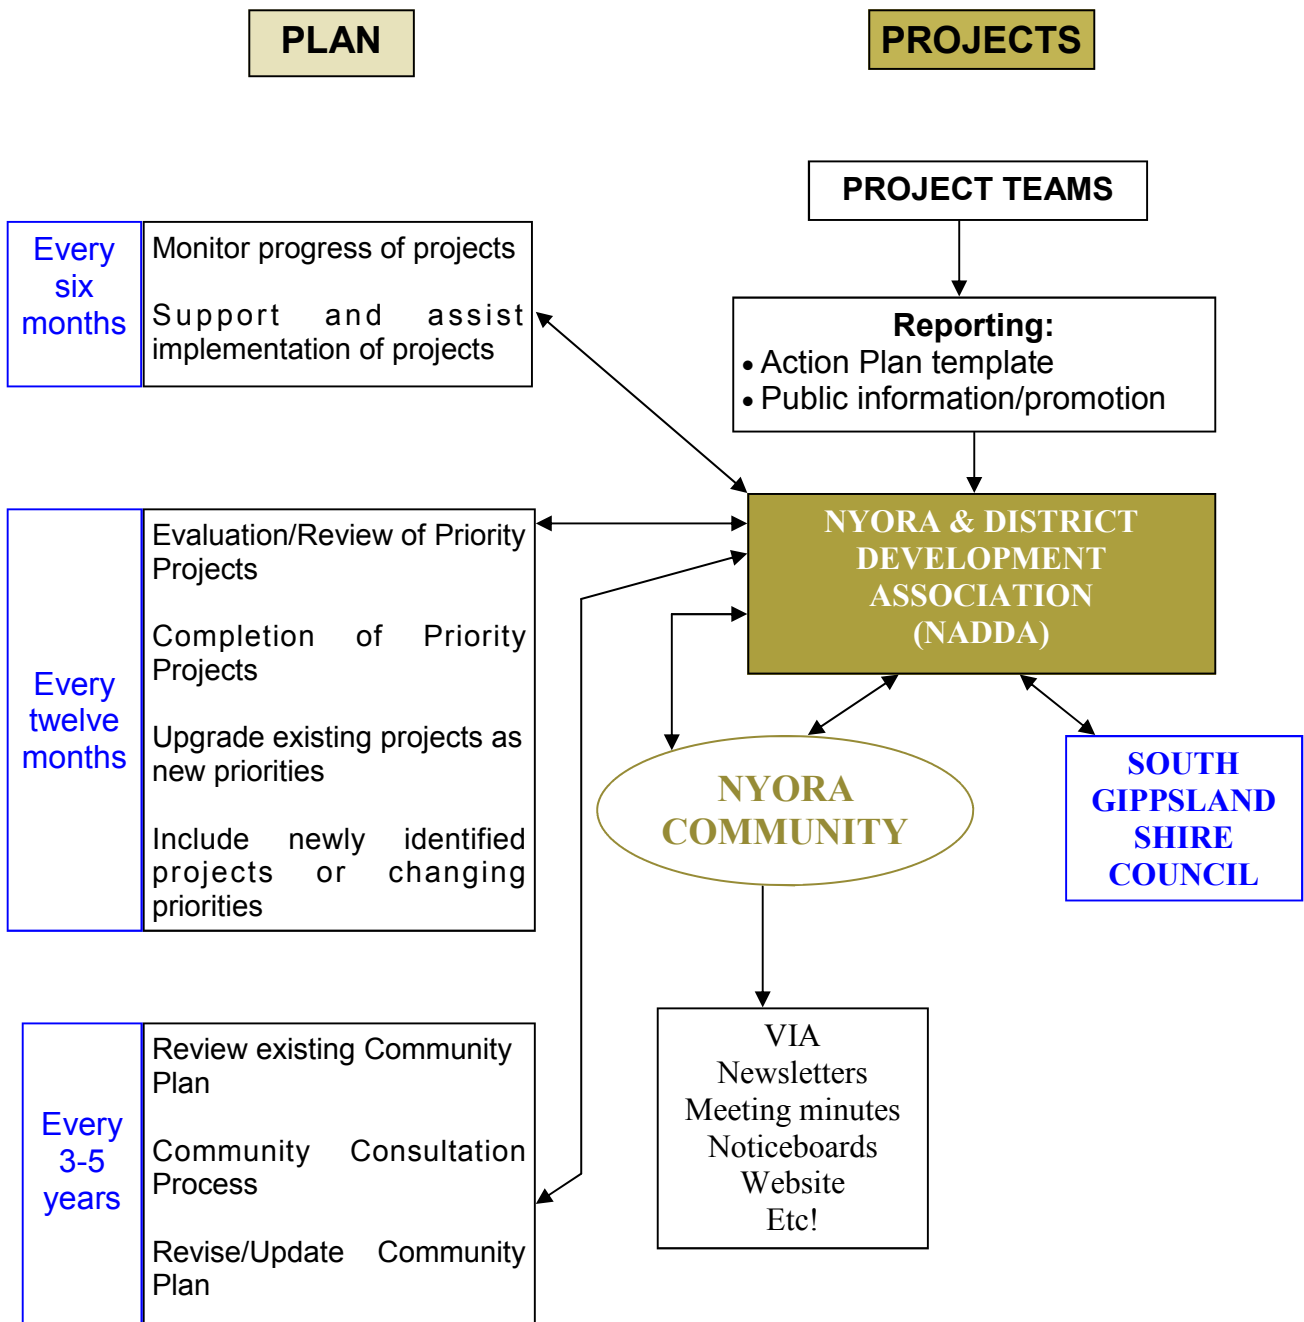 PLAN
PROJECTS
PROJECT TEAMS
Every
six
months
Monitor progress of projects
Support and assist
implementation of projects
Reporting:
• Action Plan template
• Public information/promotion
NYORA & DISTRICT
DEVELOPMENT
ASSOCIATION
(NADDA)
Every
twelve
months
Evaluation/Review of Priority
Projects
Completion of Priority
Projects
Upgrade existing projects as
new priorities
Include newly identified
projects or changing
priorities
NYORA
COMMUNITY
SOUTH
GIPPSLAND
SHIRE
COUNCIL
Every
3-5
years
Review existing Community
Plan
Community Consultation
Process
Revise/Update Community
Plan
VIA
Newsletters
Meeting minutes
Noticeboards
Website
Etc!